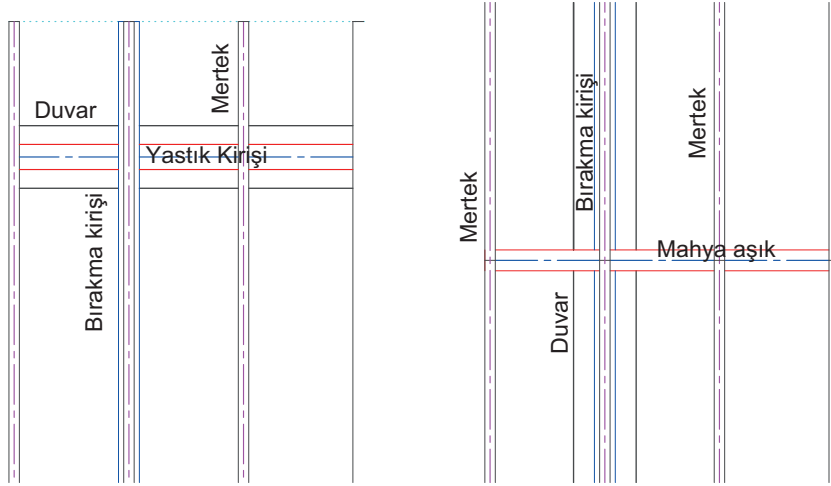 Duvar
Mertek
Yastık Kirişi
Bırakma kirişi
Mertek
Bırakma kirişi
Mertek
Mahya aşık
Duvar